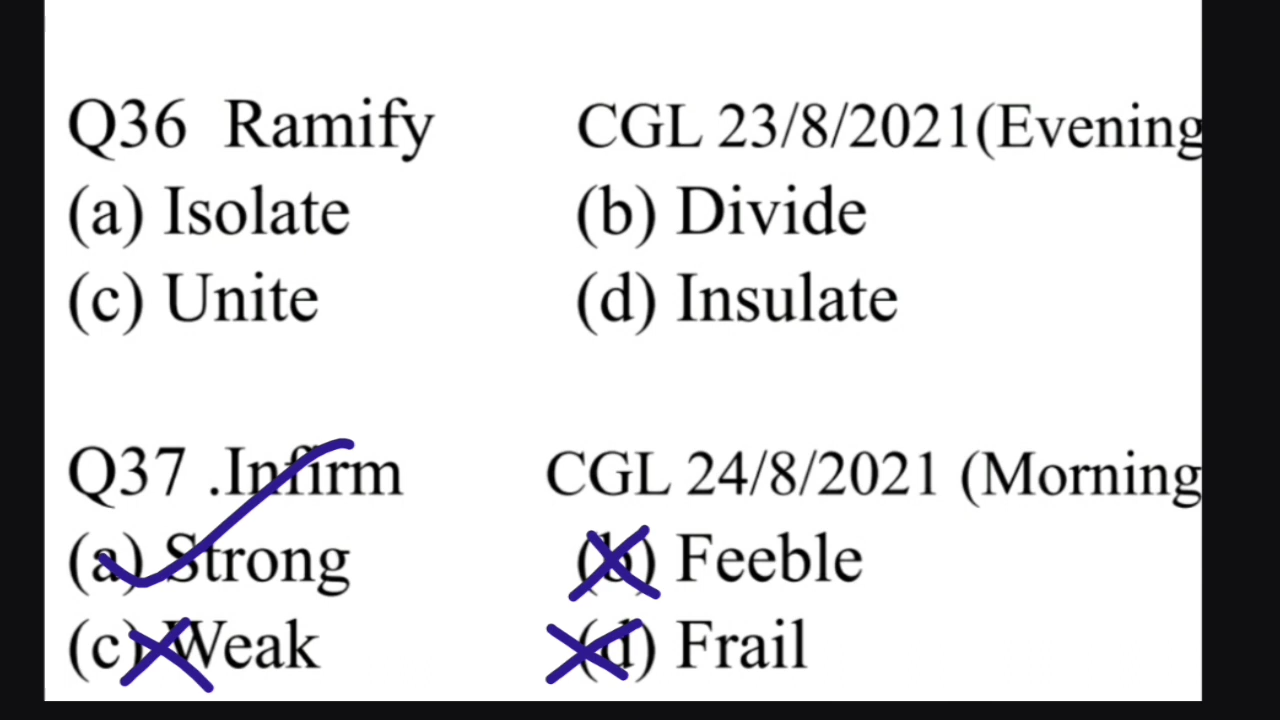 Q36 Ramify CGL 23/8/2021(Evening
(a) Isolate (b) Divide
(c) Unite (d) Insulate
Q37 .Infirm CGL 24/8/2021 (Morning
(a) Strong (b) Feeble
(c) Weak (d) Frail